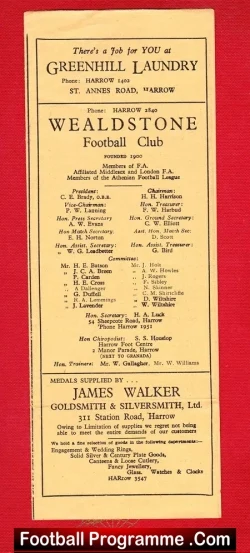 There's a Job for YOU at
GREENHILL LAUNDRY
Phone: HARROW 1402
ST. ANNES ROAD, HARROW
Phone: HARROW 2840
WEALDSTONE
Football Club
FOUNDED 1900
Members of F.A.
Affiliated Middlesex and London F.A.
Members of the Athenian Football League
President: Chairman:
C. E. Brady, O.B.E. H. H. Harrison
Vice-Chairman: Hon. Treasurer:
P. W. Lanning F. W. Harbud
Hon. Press Secretary Hon. Ground Secretary:
A. W. Evans C. W. Elliott
Hon Match Secretary: Asst. Hon. Match Sec:
E. H. Norton D. Scott
Hon. Assist. Secretary: Hon. Assist. Treasurer:
W. G. Leadbetter G. Bird
Committee:
Mr. H. E. Batson Mr. J. Hole
„ J. C. A. Breen „ A. W. Howles
„ P. Carden „ J. Rogers
„ H. E. Cross „ F. Sibley
„ G. Duffell „ C. M. Skarcliffe
„ R. A. Lemmings „ D. Wiltshire
„ J. Lavender „ W. Wiltshire
Hon. Secretary: H. A. Luck
54 Sheepcote Road, Harrow
'Phone Harrow 1951
Hon. Chiropodist: S. S. Houslop
Harrow Foot Centre
2 Manor Parade, Harrow
(NEXT TO GRANADA)
Hon. Trainers: Mr. W. Gallagher, Mr. W. Williams
MEDALS SUPPLIED BY
JAMES WALKER
GOLDSMITH & SILVERSMITH, Ltd.
311 Station Road, Harrow
Owing to Limitation of supplies we regret not being
able to meet the entire demands of our customers
We hold a fine selection of goods in the following departments:—
Engagement & Wedding Rings,
Solid Silver & Century Plate Goods,
Canteens & Loose Cutlery,
Fancy Jewellery,
Glass. Watches & Clocks
HARrow 3547
Football Programme .Com